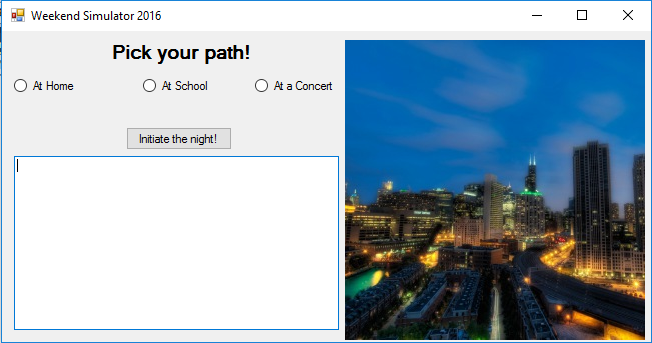 Weekend Simulator 2016
Pick your path!
At Home At School At a Concert
Initiate the night!